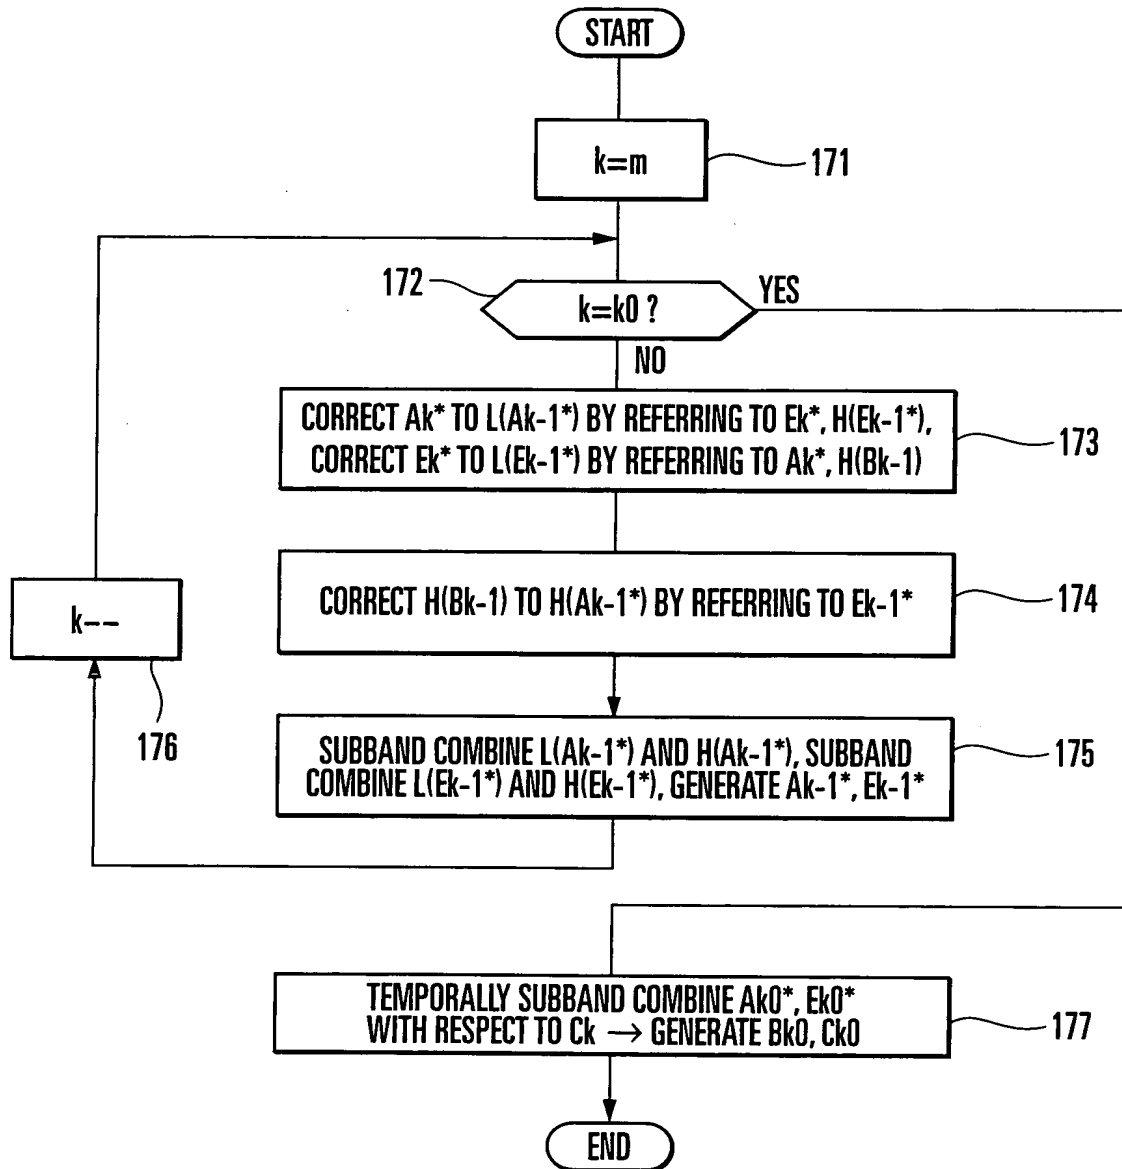 START
k=m
171
172
k=k0 ?
YES
NO
CORRECT Ak* TO L(Ak-1*) BY REFERRING TO Ek*, H(Ek-1*),
CORRECT Ek* TO L(Ek-1*) BY REFERRING TO Ak*, H(Bk-1)
173
CORRECT H(Bk-1) TO H(Ak-1*) BY REFERRING TO Ek-1*
174
k--
176
SUBBAND COMBINE L(Ak-1*) AND H(Ak-1*), SUBBAND
COMBINE L(Ek-1*) AND H(Ek-1*), GENERATE Ak-1*, Ek-1*
175
TEMPORALLY SUBBAND COMBINE Ak0*, Ek0*
WITH RESPECT TO Ck → GENERATE Bk0, Ck0
177
END